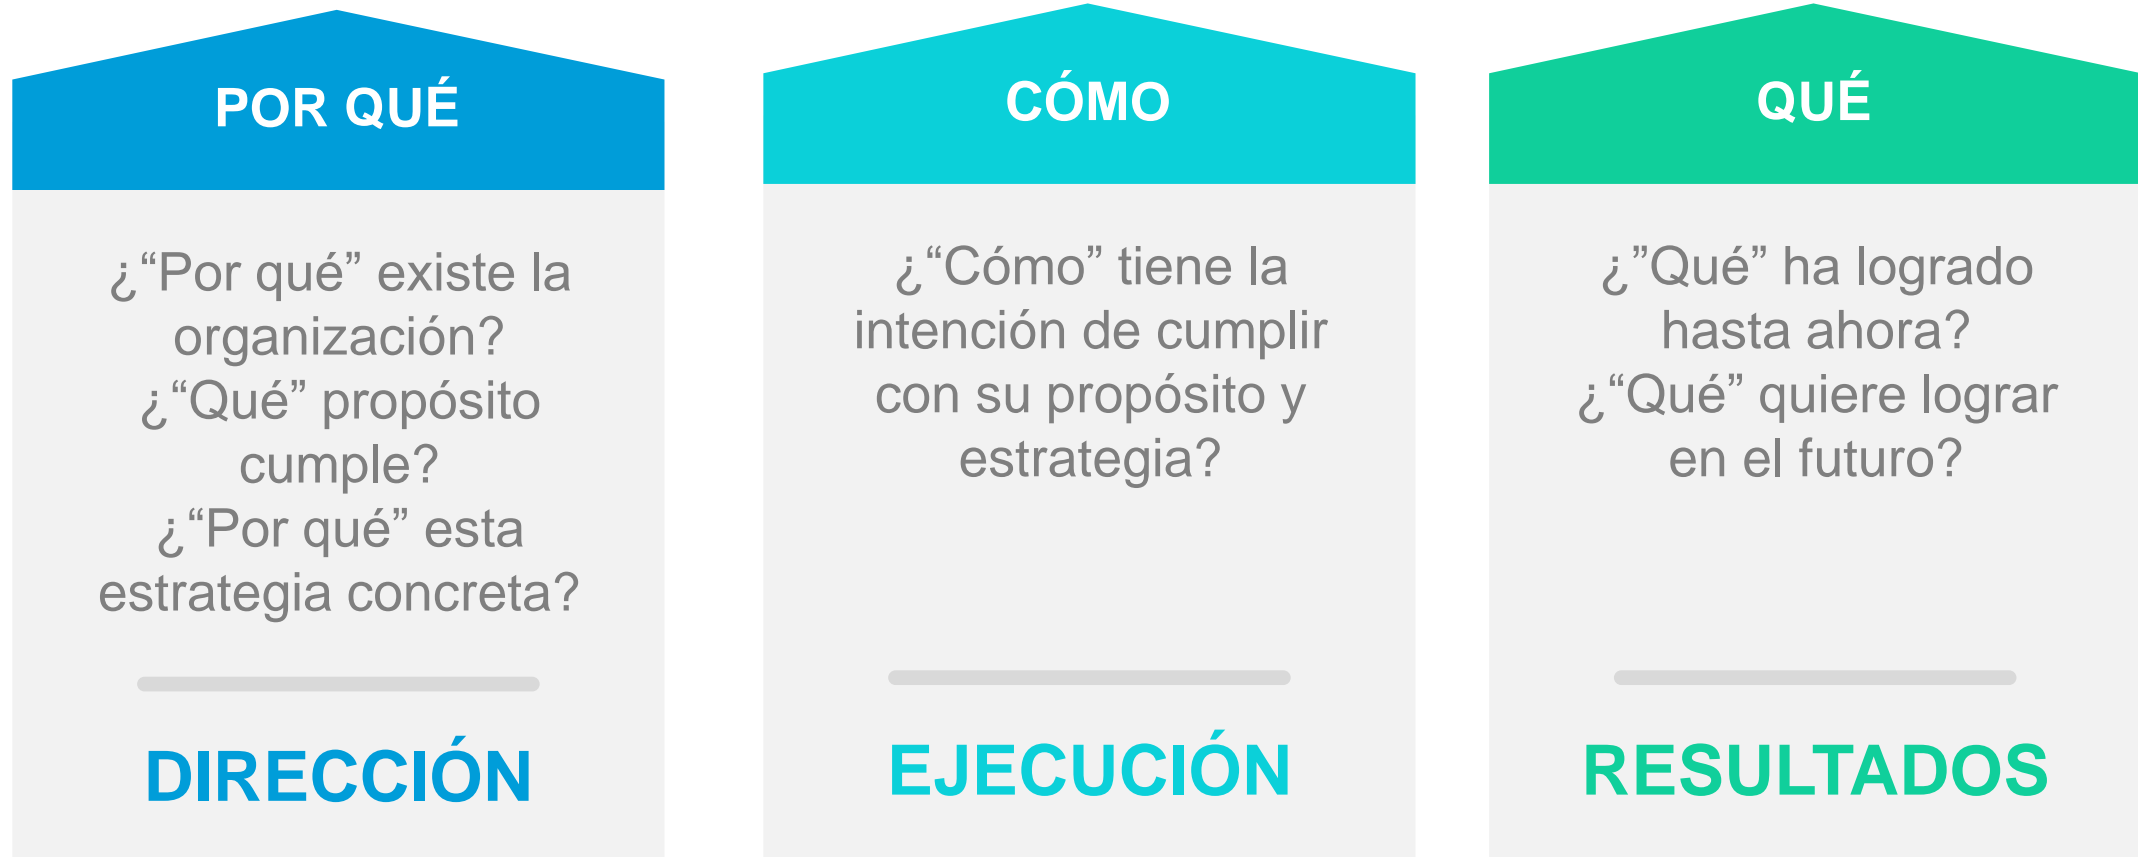 POR QUÉ
¿“Por qué” existe la
organización?
¿“Qué” propósito
cumple?
¿“Por qué” esta
estrategia concreta?
DIRECCIÓN
CÓMO
¿“Cómo” tiene la
intención de cumplir
con su propósito y
estrategia?
EJECUCIÓN
QUÉ
¿”Qué” ha logrado
hasta ahora?
¿“Qué” quiere lograr
en el futuro?
RESULTADOS